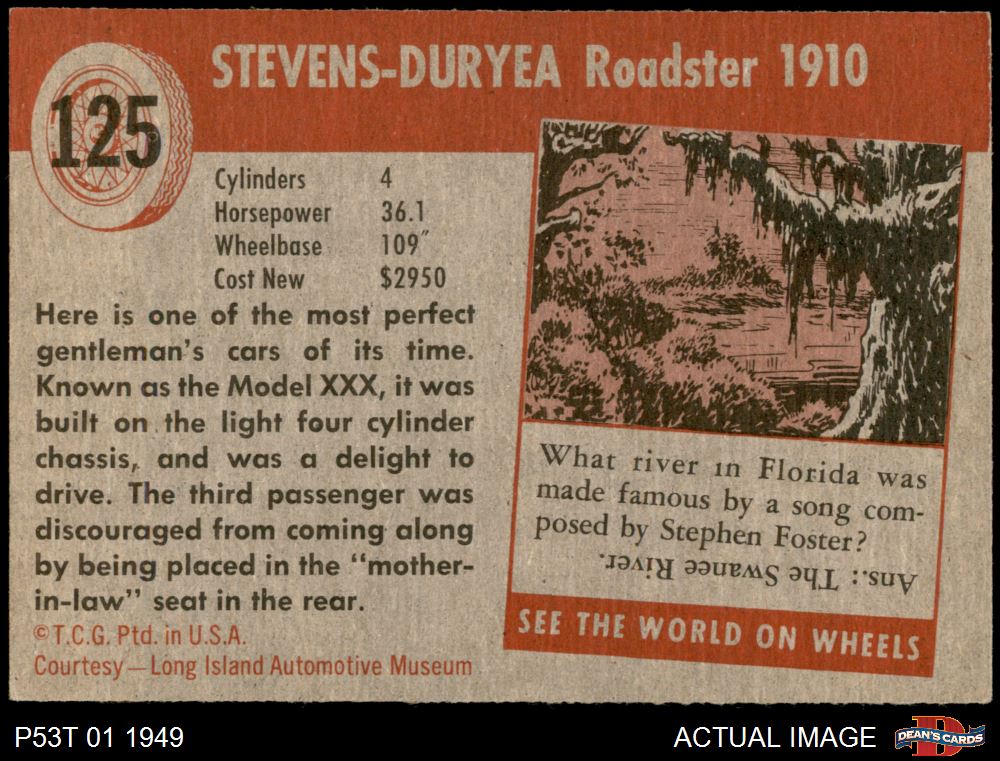 125
STEVENS-DURYEA Roadster 1910
Cylinders 4
Horsepower 36.1
Wheelbase 109"
Cost New $2950
Here is one of the most perfect
gentleman's cars of its time.
Known as the Model XXX, it was
built on the light four cylinder
chassis, and was a delight to
drive. The third passenger was
discouraged from coming along
by being placed in the "mother-
in-law" seat in the rear.
©T.C.G. Ptd. in U.S.A.
Courtesy—Long Island Automotive Museum
What river in Florida was
made famous by a song com-
posed by Stephen Foster?
Ans.: The Swanee River.
SEE THE WORLD ON WHEELS
P53T 01 1949
ACTUAL IMAGE
D
DEAN'S CARDS